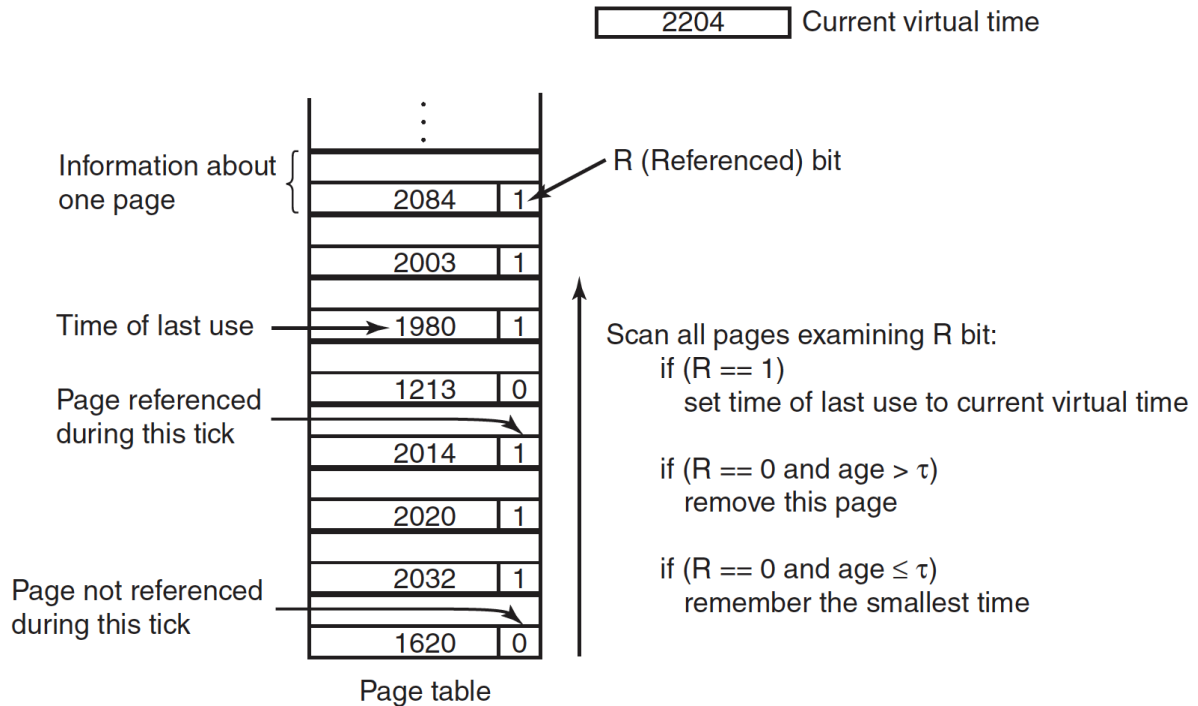 2204 Current virtual time
Information about
one page
R (Referenced) bit
2084 1
2003 1
Time of last use
1980 1
1213 0
Page referenced
during this tick
2014 1
2020 1
2032 1
Page not referenced
during this tick
1620 0
Page table
Scan all pages examining R bit:
if (R == 1)
set time of last use to current virtual time
if (R == 0 and age > τ)
remove this page
if (R == 0 and age ≤ τ)
remember the smallest time